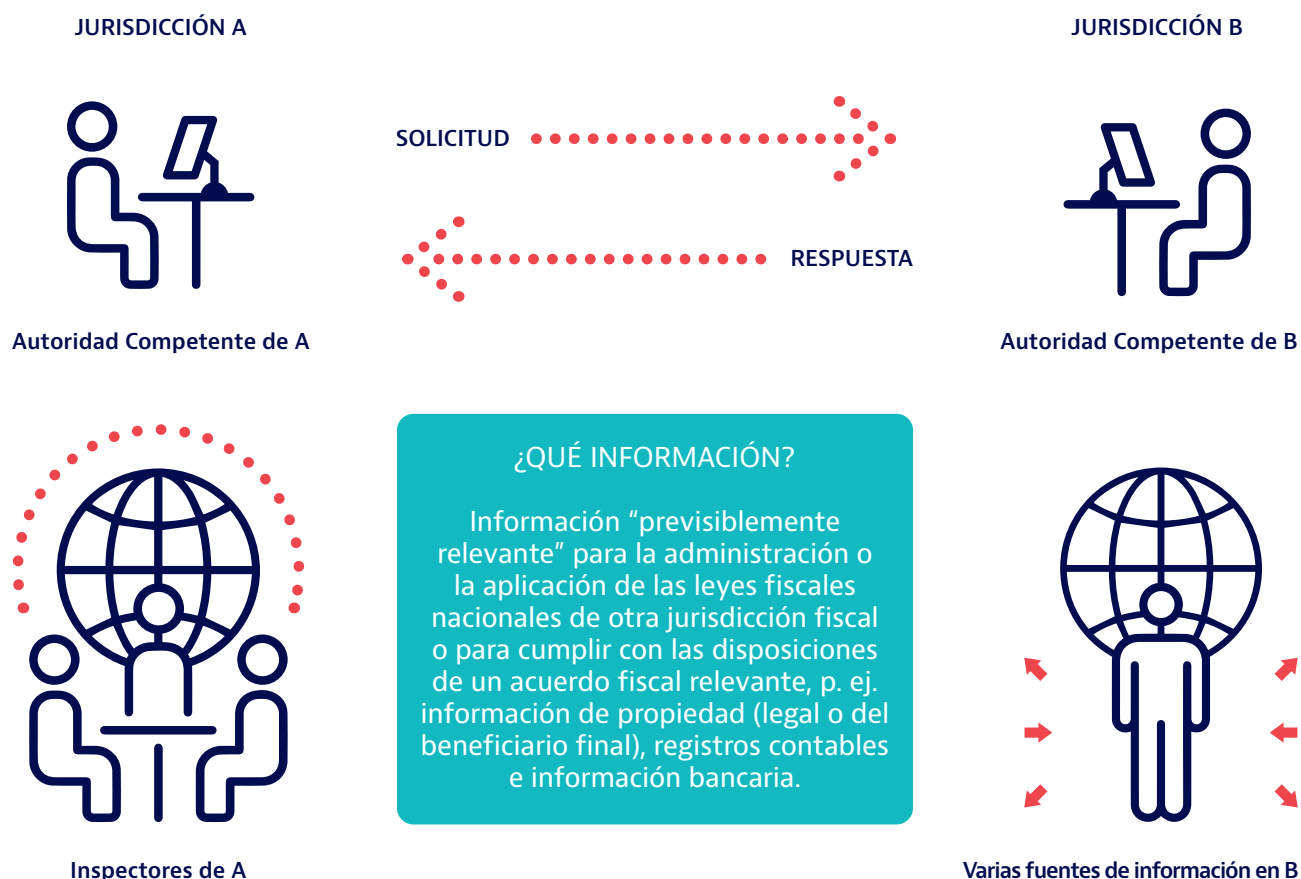 JURISDICCIÓN A
JURISDICCIÓN B
SOLICITUD
RESPUESTA
Autoridad Competente de A
Autoridad Competente de B
¿QUÉ INFORMACIÓN?
Información “previsiblemente
relevante” para la administración o
la aplicación de las leyes fiscales
nacionales de otra jurisdicción fiscal
o para cumplir con las disposiciones
de un acuerdo fiscal relevante, p. ej.
información de propiedad (legal o del
beneficiario final), registros contables
e información bancaria.
Inspectores de A
Varias fuentes de información en B